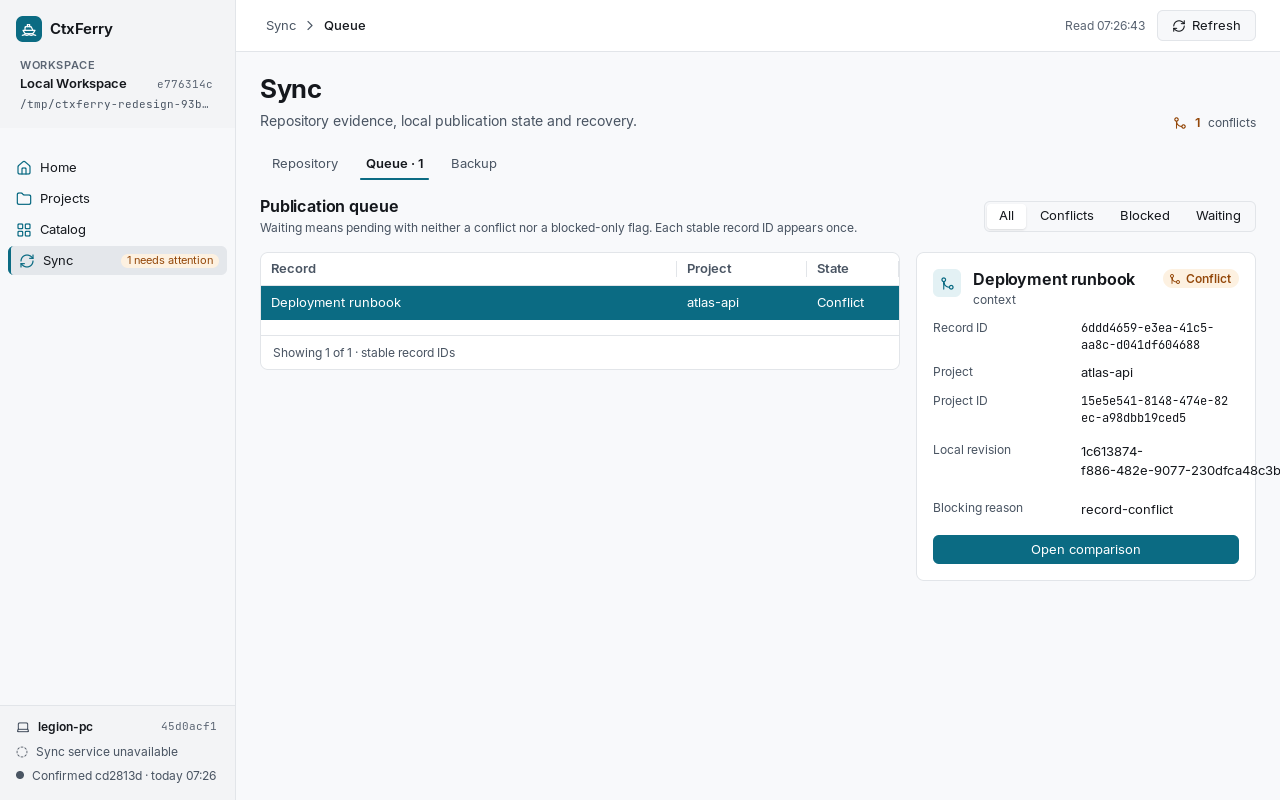 CtxFerry
WORKSPACE
Local Workspace e776314c
/tmp/ctxferry-redesign-93b…
Home
Projects
Catalog
Sync 1 needs attention
legion-pc 45d0acf1
Sync service unavailable
Confirmed cd2813d · today 07:26
Sync > Queue
Read 07:26:43 Refresh
Sync
Repository evidence, local publication state and recovery.
1 conflicts
Repository Queue · 1 Backup
Publication queue
Waiting means pending with neither a conflict nor a blocked-only flag. Each stable record ID appears once.
All Conflicts Blocked Waiting
Record Project State
Deployment runbook atlas-api Conflict
Showing 1 of 1 · stable record IDs
Deployment runbook Conflict
context
Record ID 6ddd4659-e3ea-41c5-
aa8c-d041df604688
Project atlas-api
Project ID 15e5e541-8148-474e-82
ec-a98dbb19ced5
Local revision 1c613874-
f886-482e-9077-230dfca48c3b
Blocking reason record-conflict
Open comparison